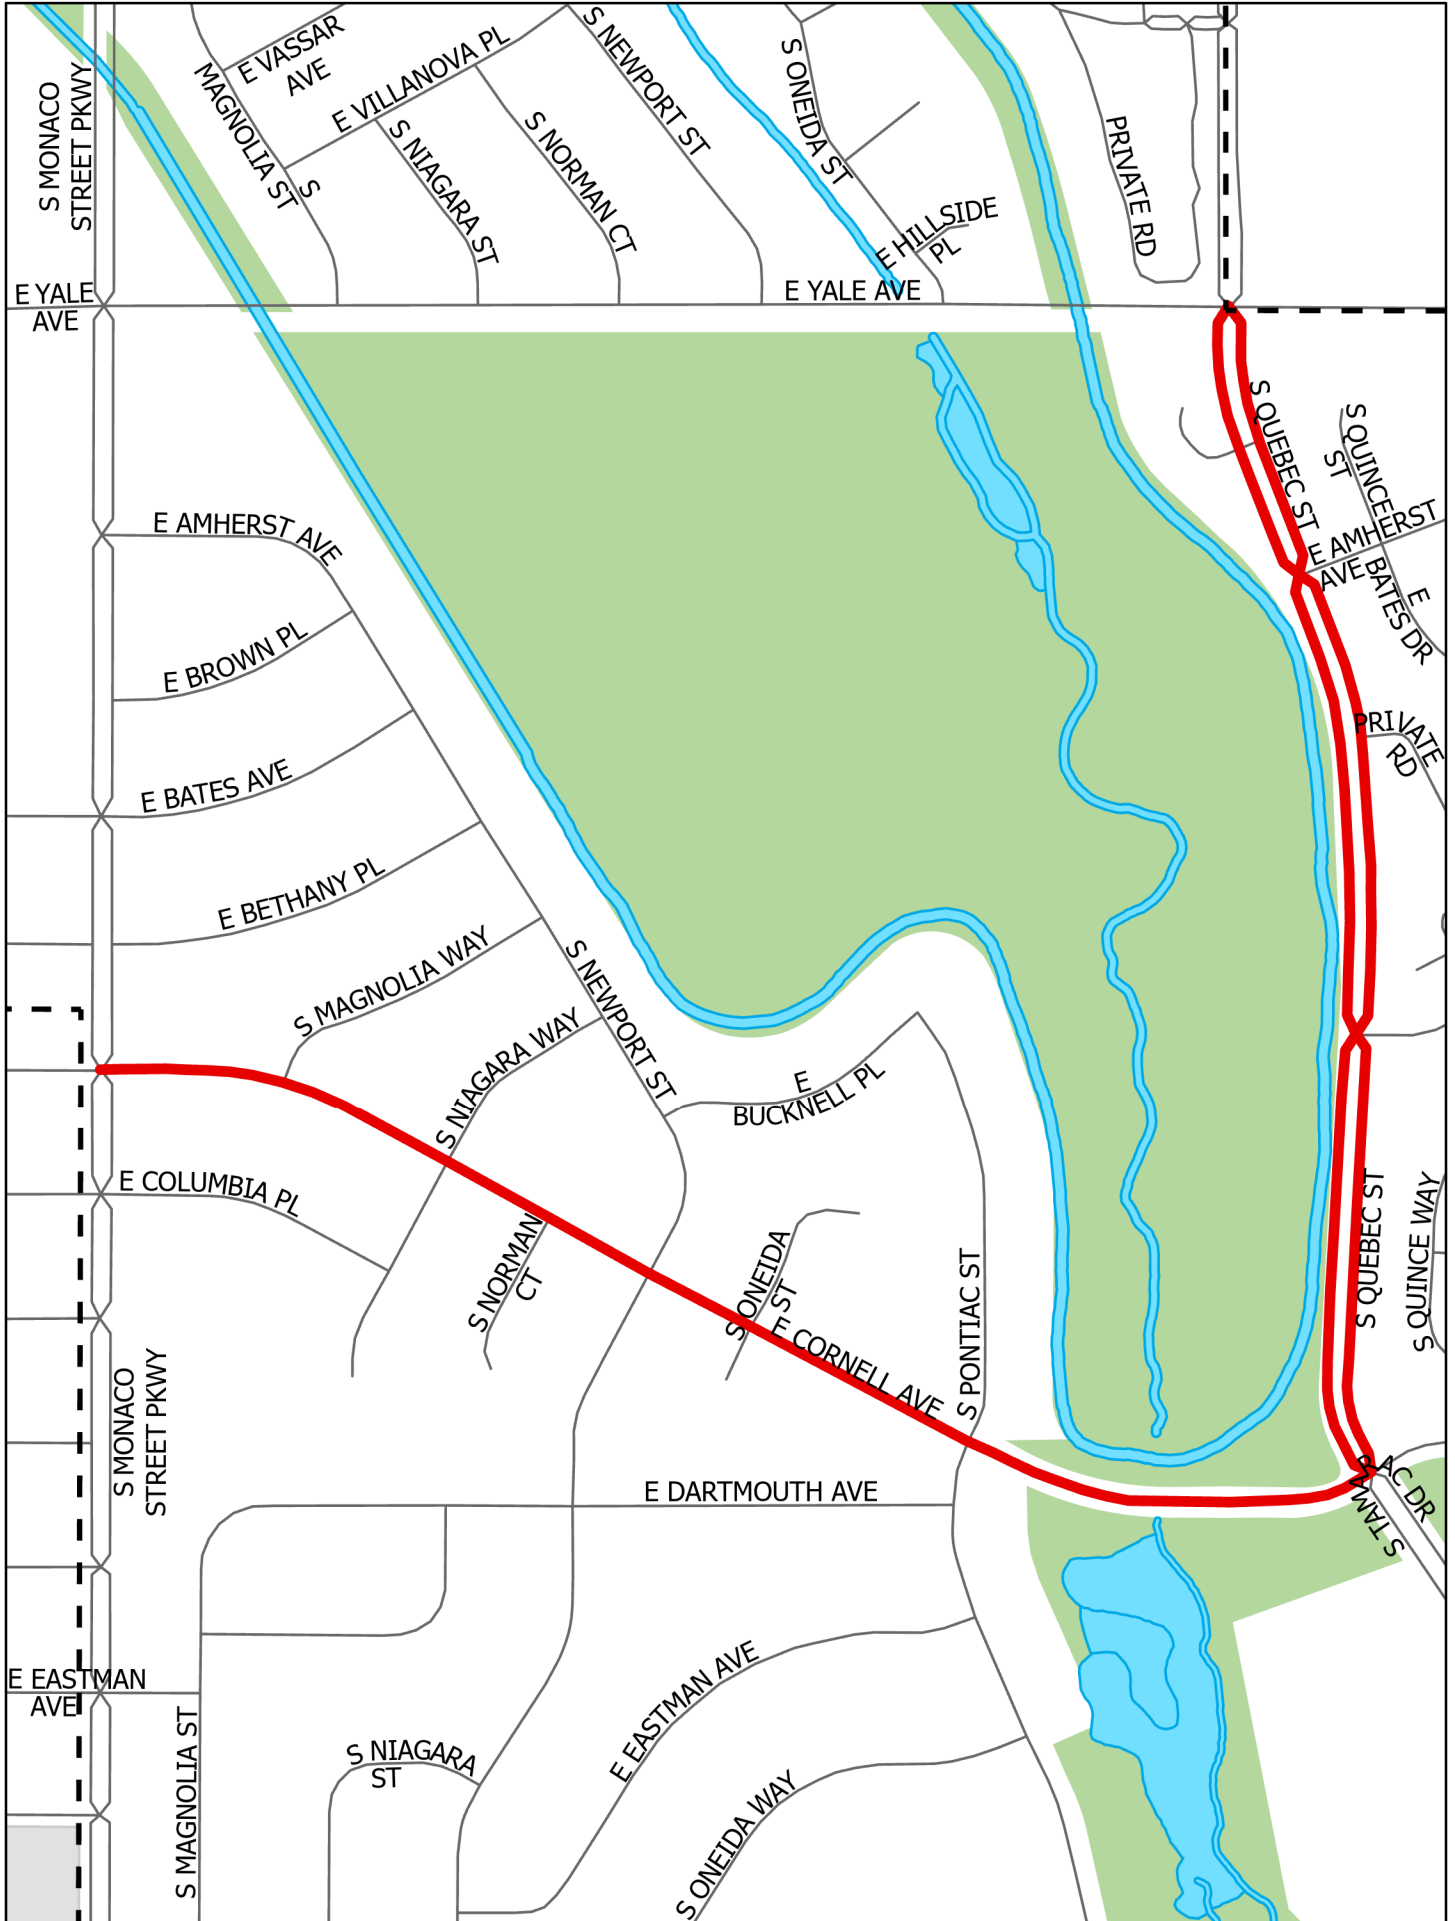 E VASSAR
AVE
S NEWPORT ST
E VILLANOVA PL
S ONEIDA ST
S MONACO
STREET PKWY
MAGNOLIA ST
S
S NIAGARA ST
S NORMAN CT
PRIVATE RD
E HILLSIDE
PL
E YALE
AVE
E YALE AVE
S QUEBEC ST
S QUINCE
ST
E AMHERST AVE
E AMHERST
AVE
E
BATES DR
E BROWN PL
PRIVATE
RD
E BATES AVE
E BETHANY PL
S MAGNOLIA WAY
S NEWPORT ST
S NIAGARA WAY
E
BUCKNELL PL
E COLUMBIA PL
S QUEBEC ST
S QUINCE WAY
S NORMAN
CT
S ONEIDA
ST
E CORNELL AVE
S PONTIAC ST
S MONACO
STREET PKWY
E DARTMOUTH AVE
S TAMARAC DR
E EASTMAN
AVE
E EASTMAN AVE
S MAGNOLIA ST
S NIAGARA
ST
S ONEIDA WAY